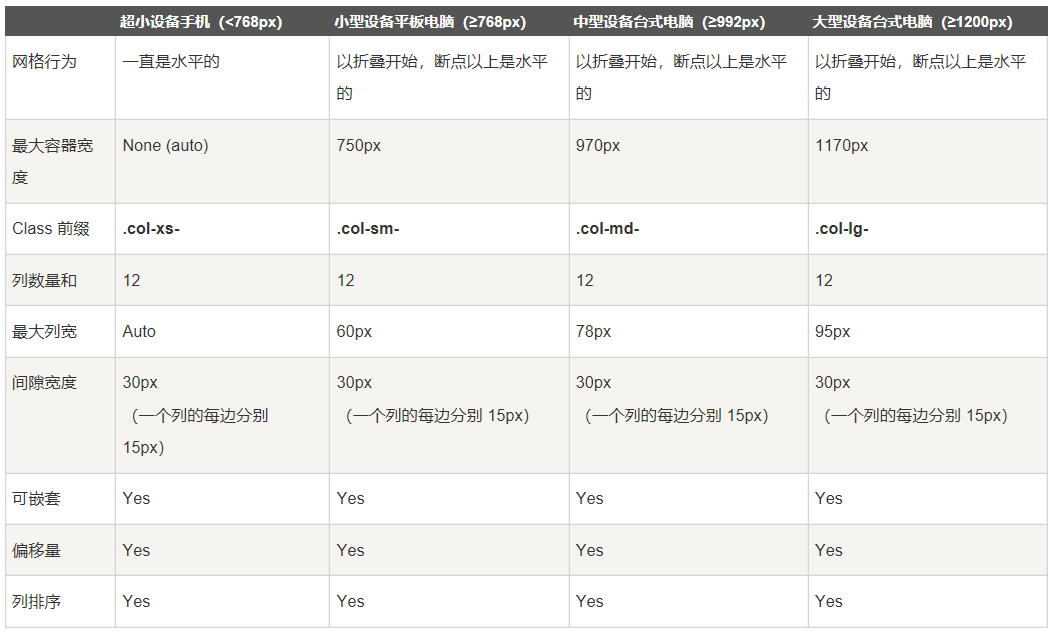 超小设备手机（<768px） 小型设备平板电脑（≥768px） 中型设备台式电脑（≥992px） 大型设备台式电脑（≥1200px）
网格行为 一直是水平的 以折叠开始，断点以上是水平 以折叠开始，断点以上是水平 以折叠开始，断点以上是水平
的 的 的
最大容器宽 None (auto) 750px 970px 1170px
度
Class 前缀 .col-xs- .col-sm- .col-md- .col-lg-
列数量和 12 12 12 12
最大列宽 Auto 60px 78px 95px
间隙宽度 30px 30px 30px 30px
（一个列的每边分别 （一个列的每边分别 15px） （一个列的每边分别 15px） （一个列的每边分别 15px）
15px）
可嵌套 Yes Yes Yes Yes
偏移量 Yes Yes Yes Yes
列排序 Yes Yes Yes Yes